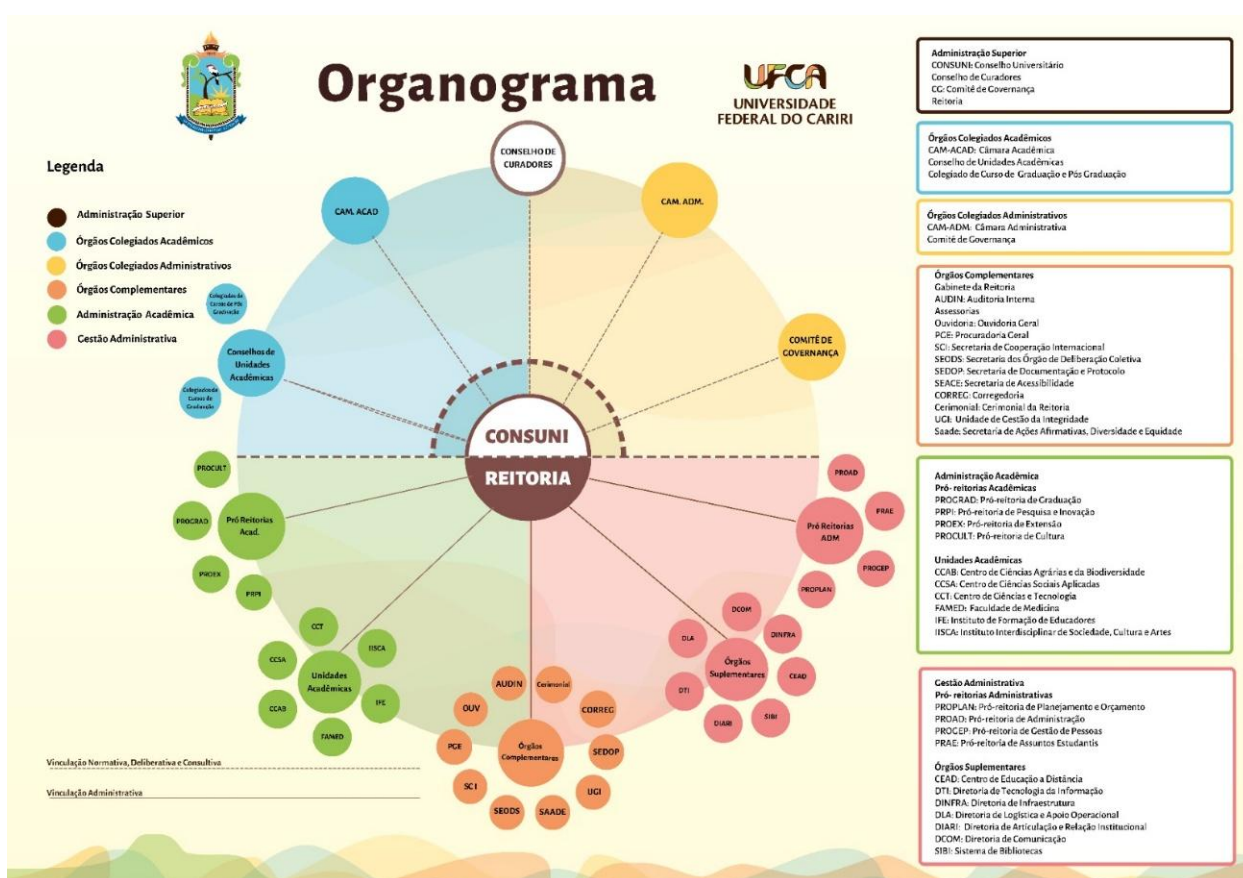 Organograma
UFCA
UNIVERSIDADE
FEDERAL DO CARIRI
Legenda
Administração Superior
Órgãos Colegiados Acadêmicos
Órgãos Colegiados Administrativos
Órgãos Complementares
Administração Acadêmica
Gestão Administrativa
CONSELHO DE
CURADORES
CAM. ACAD
CAM. ADM.
Colegiados de
Cursos de Pós
Graduação
Conselhos de
Unidades
Acadêmicas
Colegiados de
Cursos de
Graduação
COMITÊ DE
GOVERNANÇA
CONSUNI
REITORIA
PROCULT
PROGRAD
Pró Reitorias
Acad.
PROEX
PRPI
CCT
IISCA
CCSA
Unidades
Acadêmicas
CCAB
IFE
FAMED
AUDIN
Cerimonial
OUV
CORREG
PGE
Órgãos
Complementares
SEDOP
SCI
UGI
SEODS
SAADE
PROAD
PRAE
Pró Reitorias
ADM
PROGEP
PROPLAN
DCOM
DLA
DINFRA
Órgãos
Suplementares
CEAD
DTI
DIARI
SIBI
Vinculação Normativa, Deliberativa e Consultiva
Vinculação Administrativa
Administração Superior
CONSUNI: Conselho Universitário
Conselho de Curadores
CG: Comitê de Governança
Reitoria
Órgãos Colegiados Acadêmicos
CAM-ACAD: Câmara Acadêmica
Conselho de Unidades Acadêmicas
Colegiado de Curso de Graduação e Pós Graduação
Órgãos Colegiados Administrativos
CAM-ADM: Câmara Administrativa
Comitê de Governança
Órgãos Complementares
Gabinete da Reitoria
AUDIN: Auditoria Interna
Assessorias
Ouvidoria: Ouvidoria Geral
PGE: Procuradoria Geral
SCI: Secretaria de Cooperação Internacional
SEODS: Secretaria dos Órgão de Deliberação Coletiva
SEDOP: Secretaria de Documentação e Protocolo
SEACE: Secretaria de Acessibilidade
CORREG: Corregedoria
Cerimonial: Cerimonial da Reitoria
UGI: Unidade de Gestão da Integridade
Saade: Secretaria de Ações Afirmativas, Diversidade e Equidade
Administração Acadêmica
Pró- reitorias Acadêmicas
PROGRAD: Pró-reitoria de Graduação
PRPI: Pró-reitoria de Pesquisa e Inovação
PROEX: Pró-reitoria de Extensão
PROCULT: Pró-reitoria de Cultura
Unidades Acadêmicas
CCAB: Centro de Ciências Agrárias e da Biodiversidade
CCSA: Centro de Ciências Sociais Aplicadas
CCT: Centro de Ciências e Tecnologia
FAMED: Faculdade de Medicina
IFE: Instituto de Formação de Educadores
IISCA: Instituto Interdisciplinar de Sociedade, Cultura e Artes
Gestão Administrativa
Pró- reitorias Administrativas
PROPLAN: Pró-reitoria de Planejamento e Orçamento
PROAD: Pró-reitoria de Administração
PROGEP: Pró-reitoria de Gestão de Pessoas
PRAE: Pró-reitoria de Assuntos Estudantis
Órgãos Suplementares
CEAD: Centro de Educação a Distância
DTI: Diretoria de Tecnologia da Informação
DINFRA: Diretoria de Infraestrutura
DLA: Diretoria de Logística e Apoio Operacional
DIARI: Diretoria de Articulação e Relação Institucional
DCOM: Diretoria de Comunicação
SIBI: Sistema de Bibliotecas